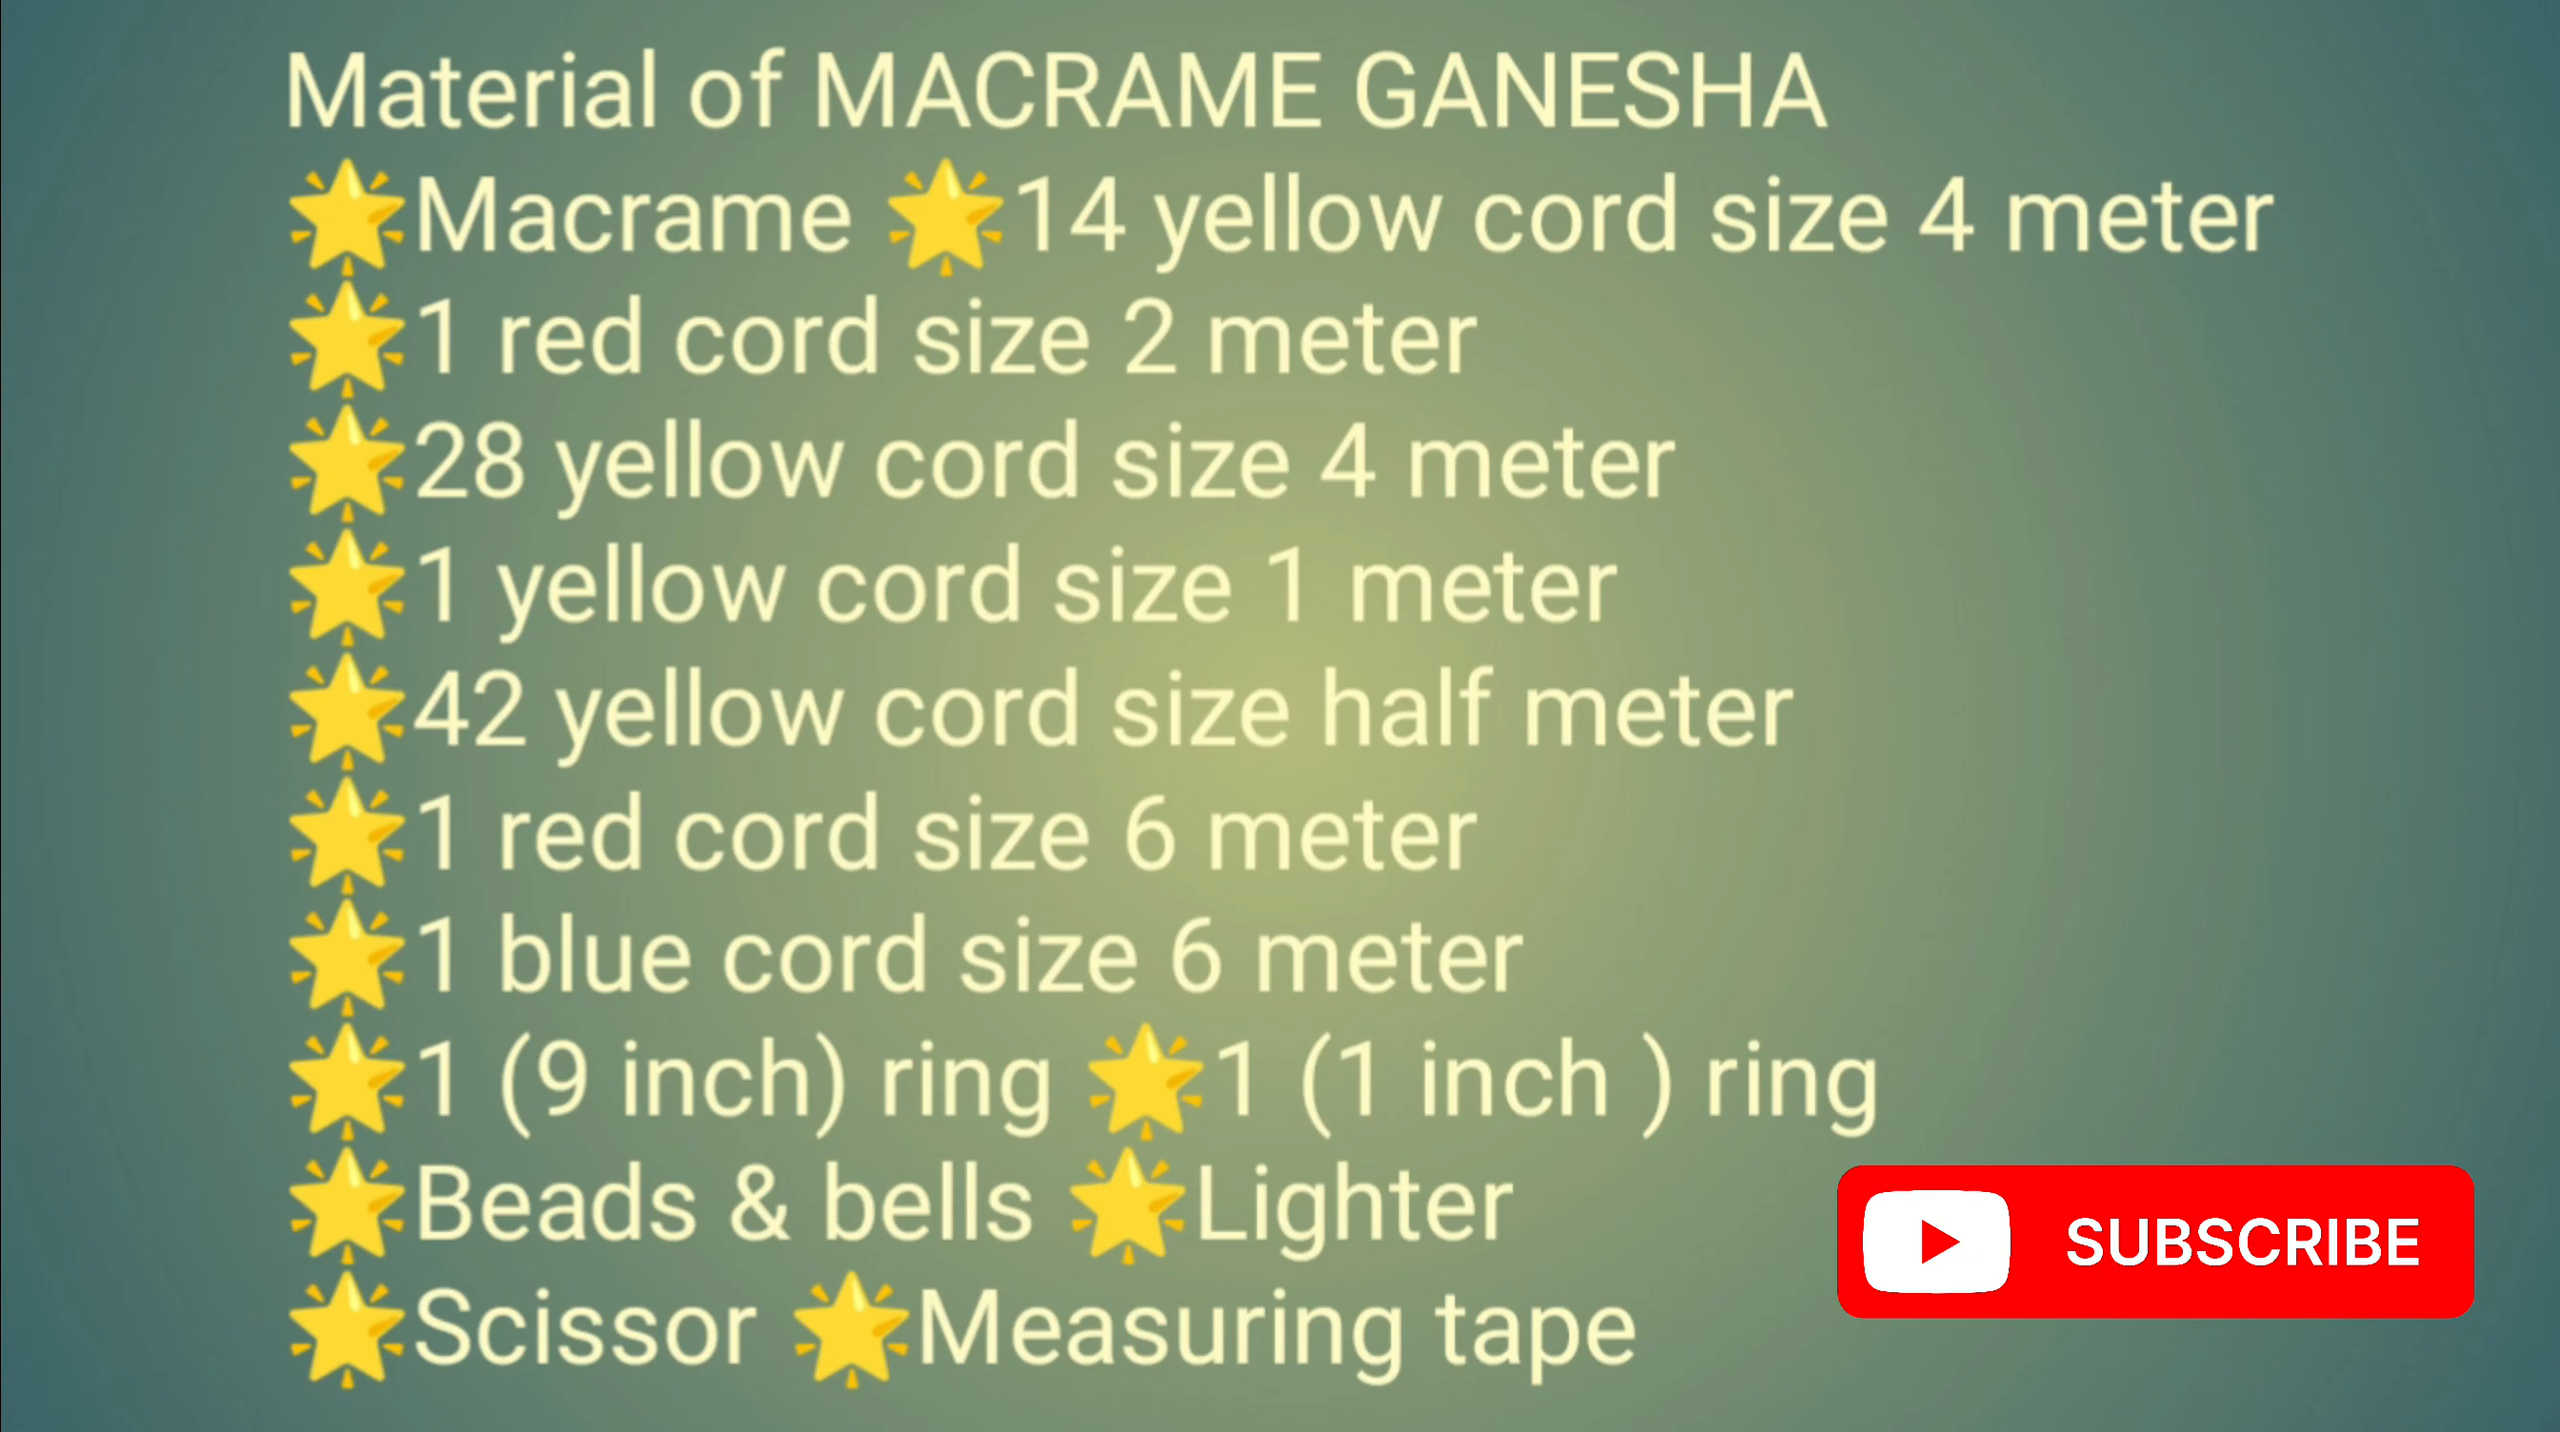 Material of MACRAME GANESHA
🌟Macrame 🌟14 yellow cord size 4 meter
🌟1 red cord size 2 meter
🌟28 yellow cord size 4 meter
🌟1 yellow cord size 1 meter
🌟42 yellow cord size half meter
🌟1 red cord size 6 meter
🌟1 blue cord size 6 meter
🌟1 (9 inch) ring 🌟1 (1 inch ) ring
🌟Beads & bells 🌟Lighter
🌟Scissor 🌟Measuring tape
SUBSCRIBE